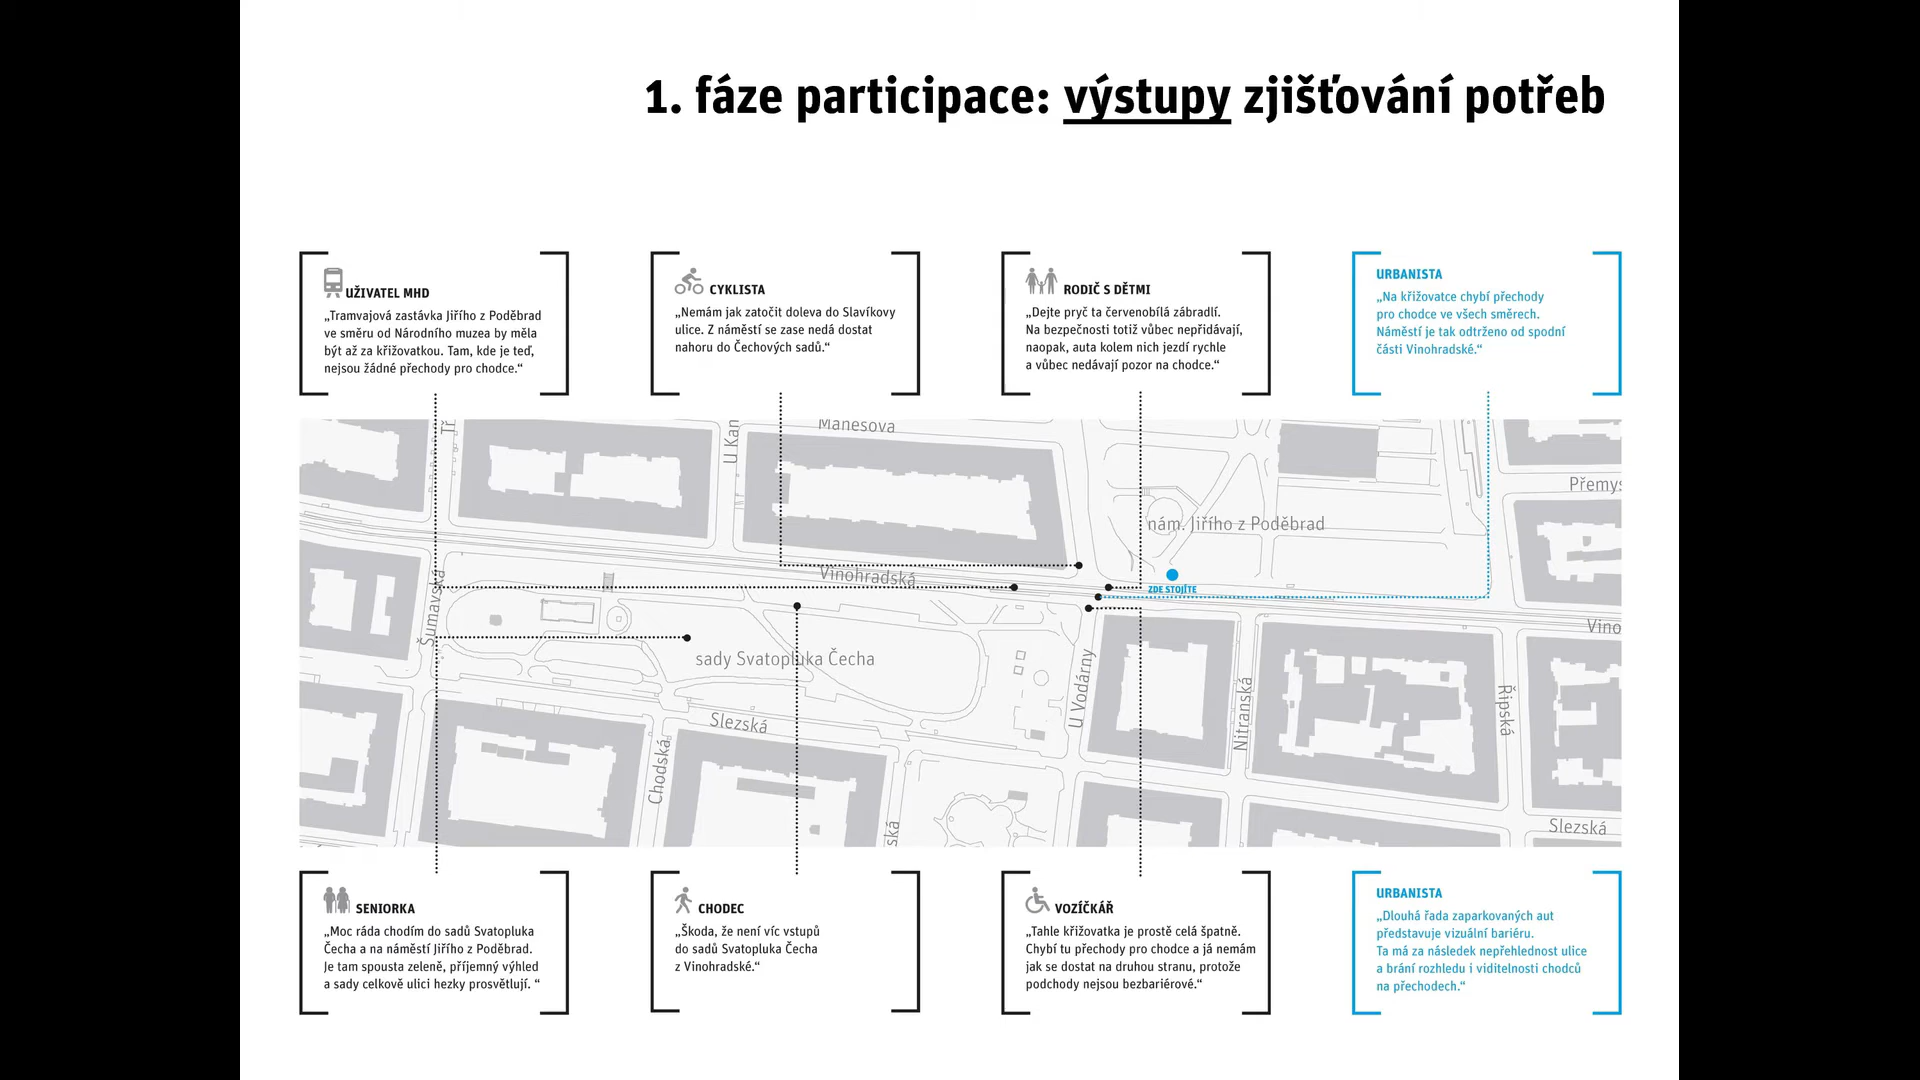 1. fáze participace: výstupy zjišťování potřeb
UŽIVATEL MHD
„Tramvajová zastávka Jiřího z Poděbrad
ve směru od Národního muzea by měla
být až za křižovatkou. Tam, kde je teď,
nejsou žádné přechody pro chodce.“
CYKLISTA
„Nemám jak zatočit doleva do Slavíkovy
ulice. Z náměstí se zase nedá dostat
nahoru do Čechových sadů.“
RODIČ S DĚTMI
„Dejte pryč ta červenobílá zábradlí.
Na bezpečnosti totiž vůbec nepřidávají,
naopak, auta kolem nich jezdí rychle
a vůbec nedávají pozor na chodce.“
URBANISTA
„Na křižovatce chybí přechody
pro chodce ve všech směrech.
Náměstí je tak odtrženo od spodní
části Vinohradské.“
Tř
U Kan
Mánesova
Přemys
nám. Jiřího z Poděbrad
Vinohradská
ZDE STOJÍTE
Šumavská
Vino
sady Svatopluka Čecha
U Vodárny
Nitranská
Řipská
Slezská
Chodská
ská
Slezská
SENIORKA
„Moc ráda chodím do sadů Svatopluka
Čecha a na náměstí Jiřího z Poděbrad.
Je tam spousta zeleně, příjemný výhled
a sady celkově ulici hezky prosvětlují. “
CHODEC
„Škoda, že není víc vstupů
do sadů Svatopluka Čecha
z Vinohradské.“
VOZÍČKÁŘ
„Tahle křižovatka je prostě celá špatně.
Chybí tu přechody pro chodce a já nemám
jak se dostat na druhou stranu, protože
podchody nejsou bezbariérové.“
URBANISTA
„Dlouhá řada zaparkovaných aut
představuje vizuální bariéru.
Ta má za následek nepřehlednost ulice
a brání rozhledu i viditelnosti chodců
na přechodech.“